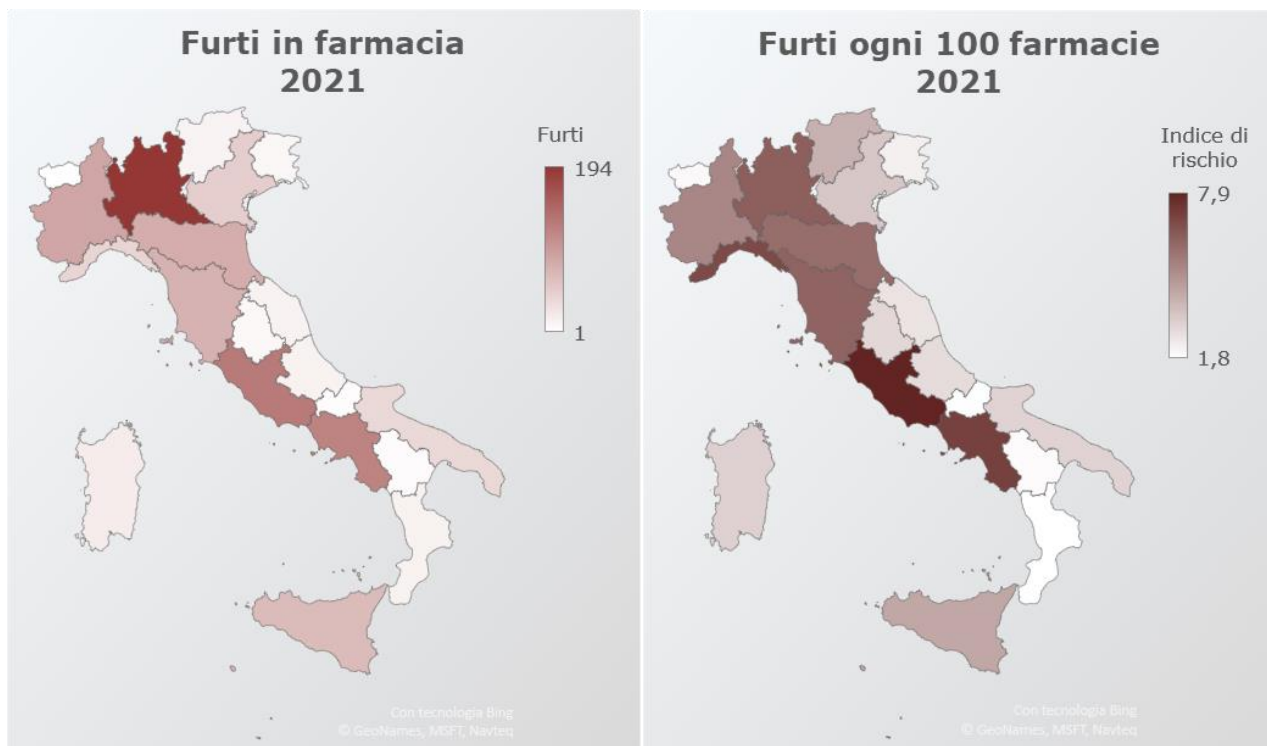 Furti in farmacia
2021
Furti
194
1
Con tecnologia Bing
© GeoNames, MSFT, Navteq
Furti ogni 100 farmacie
2021
Indice di
rischio
7,9
1,8
Con tecnologia Bing
© GeoNames, MSFT, Navteq